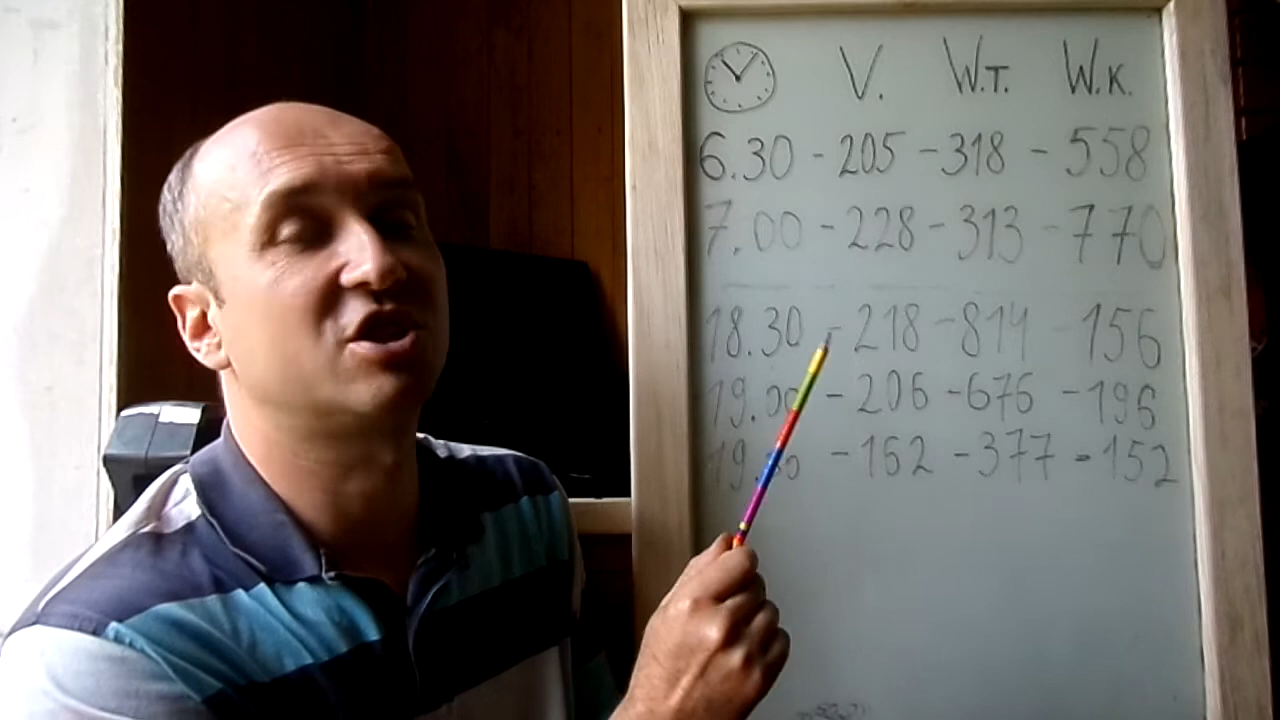 V. W.T. W.K.
6.30 - 205 - 318 - 558
7.00 - 228 - 313 - 770
18.30 - 218 - 814 156
19.00 - 206 - 676 - 196
- 162 - 377 - 152